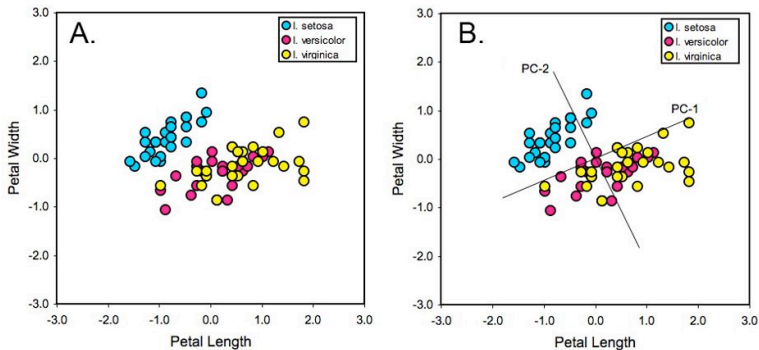 A.
I. setosa
I. versicolor
I. virginica
3.0
2.0
1.0
0.0
-1.0
-2.0
-3.0
Petal Width
-3.0 -2.0 -1.0 0.0 1.0 2.0 3.0
Petal Length
B.
I. setosa
I. versicolor
I. virginica
PC-2
PC-1
3.0
2.0
1.0
0.0
-1.0
-2.0
-3.0
Petal Width
-3.0 -2.0 -1.0 0.0 1.0 2.0 3.0
Petal Length